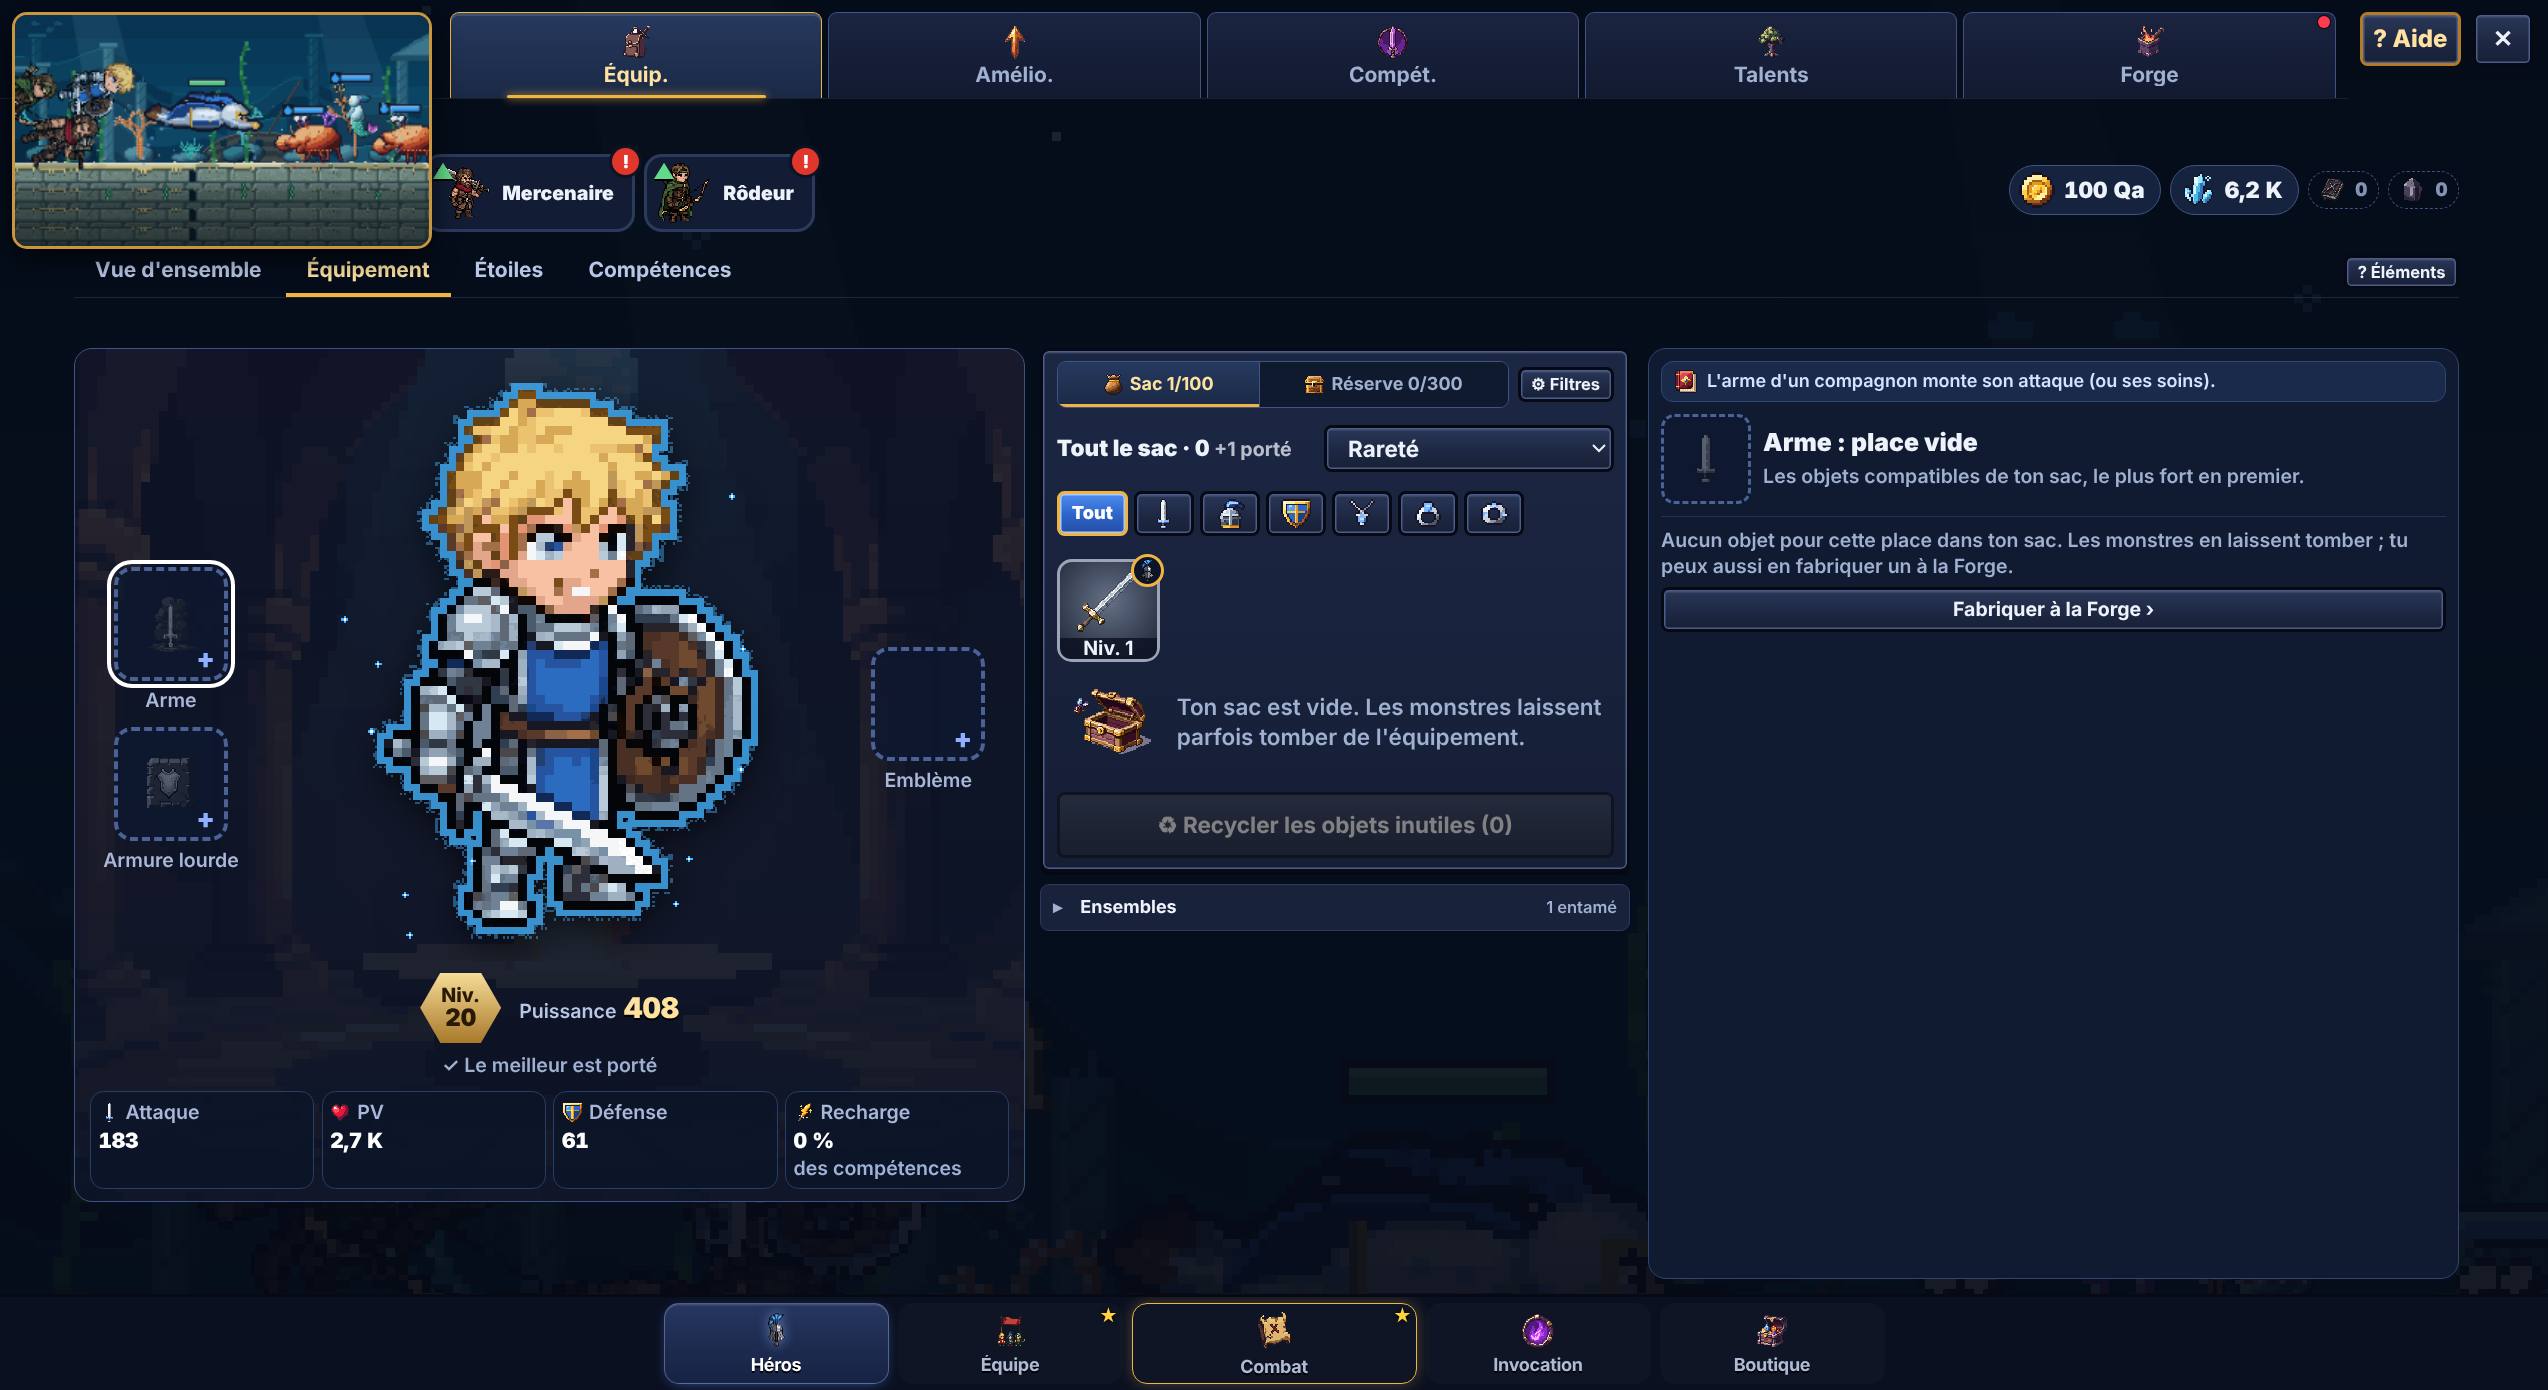 Équip.
Amélio.
Compét.
Talents
Forge
? Aide
✕
Mercenaire
!
Rôdeur
!
100 Qa
6,2 K
0
0
Vue d'ensemble
Équipement
Étoiles
Compétences
? Éléments
Arme
Armure lourde
Emblème
Niv.
20
Puissance 408
✓ Le meilleur est porté
Attaque
183
PV
2,7 K
Défense
61
Recharge
0 %
des compétences
Sac 1/100
Réserve 0/300
⚙ Filtres
Tout le sac · 0 +1 porté
Rareté
Tout
Niv. 1
Ton sac est vide. Les monstres laissent
parfois tomber de l'équipement.
♻ Recycler les objets inutiles (0)
▸ Ensembles
1 entamé
L'arme d'un compagnon monte son attaque (ou ses soins).
Arme : place vide
Les objets compatibles de ton sac, le plus fort en premier.
Aucun objet pour cette place dans ton sac. Les monstres en laissent tomber ; tu
peux aussi en fabriquer un à la Forge.
Fabriquer à la Forge ›
Héros
Équipe
Combat
Invocation
Boutique